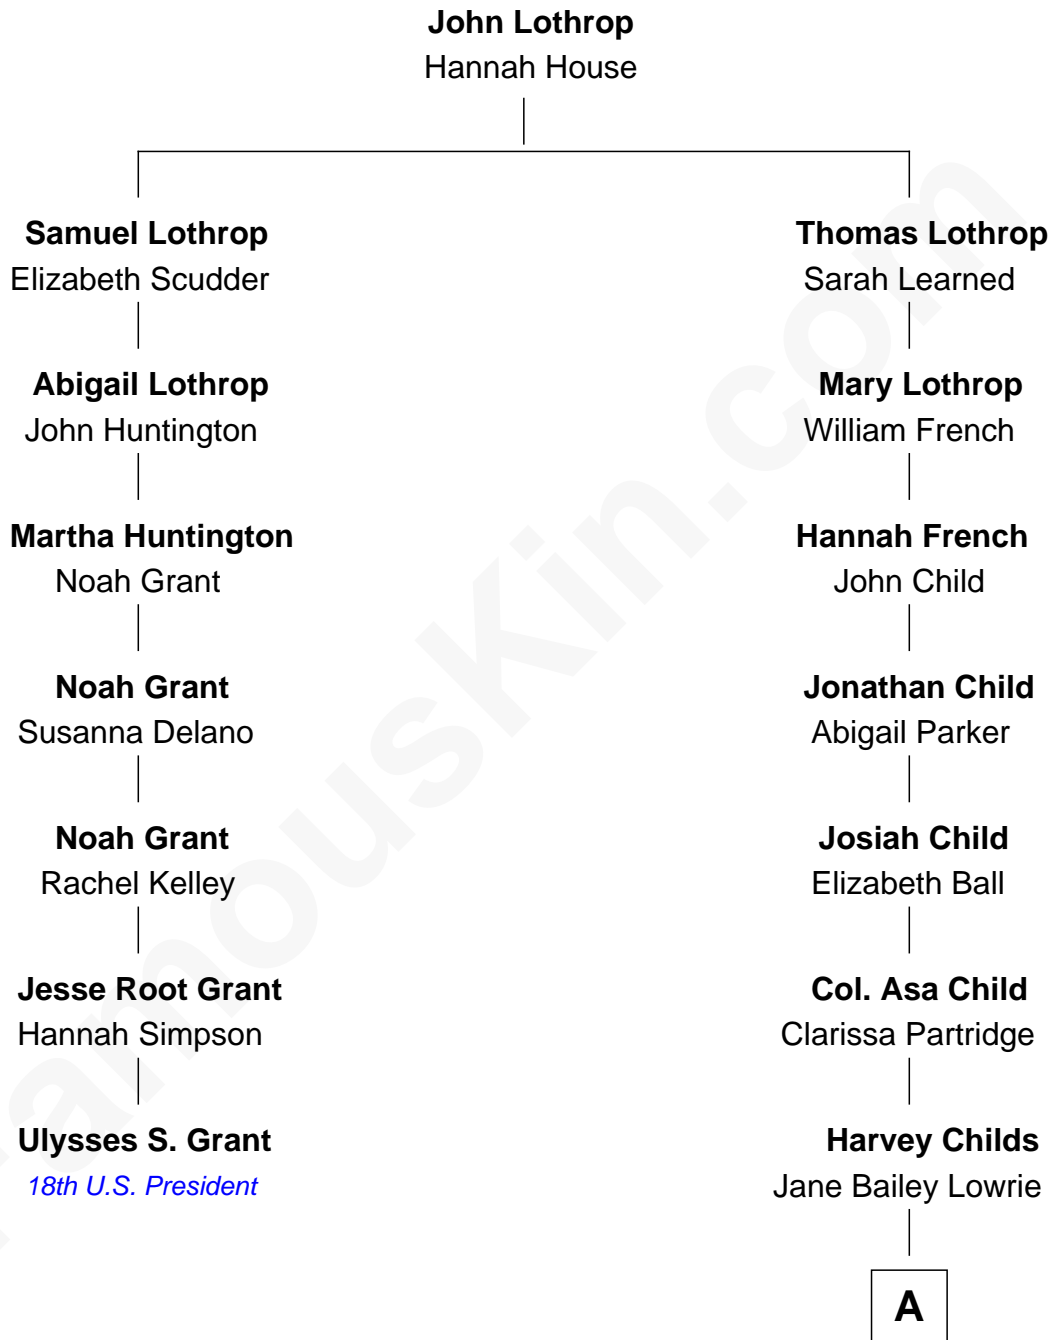 John Lothrop
Hannah House
Samuel Lothrop
Elizabeth Scudder
Thomas Lothrop
Sarah Learned
Abigail Lothrop
John Huntington
Mary Lothrop
William French
Martha Huntington
Noah Grant
Hannah French
John Child
Noah Grant
Susanna Delano
Jonathan Child
Abigail Parker
Noah Grant
Rachel Kelley
Josiah Child
Elizabeth Ball
Jesse Root Grant
Hannah Simpson
Col. Asa Child
Clarissa Partridge
Ulysses S. Grant
18th U.S. President
Harvey Childs
Jane Bailey Lowrie
A
FamousKin.com